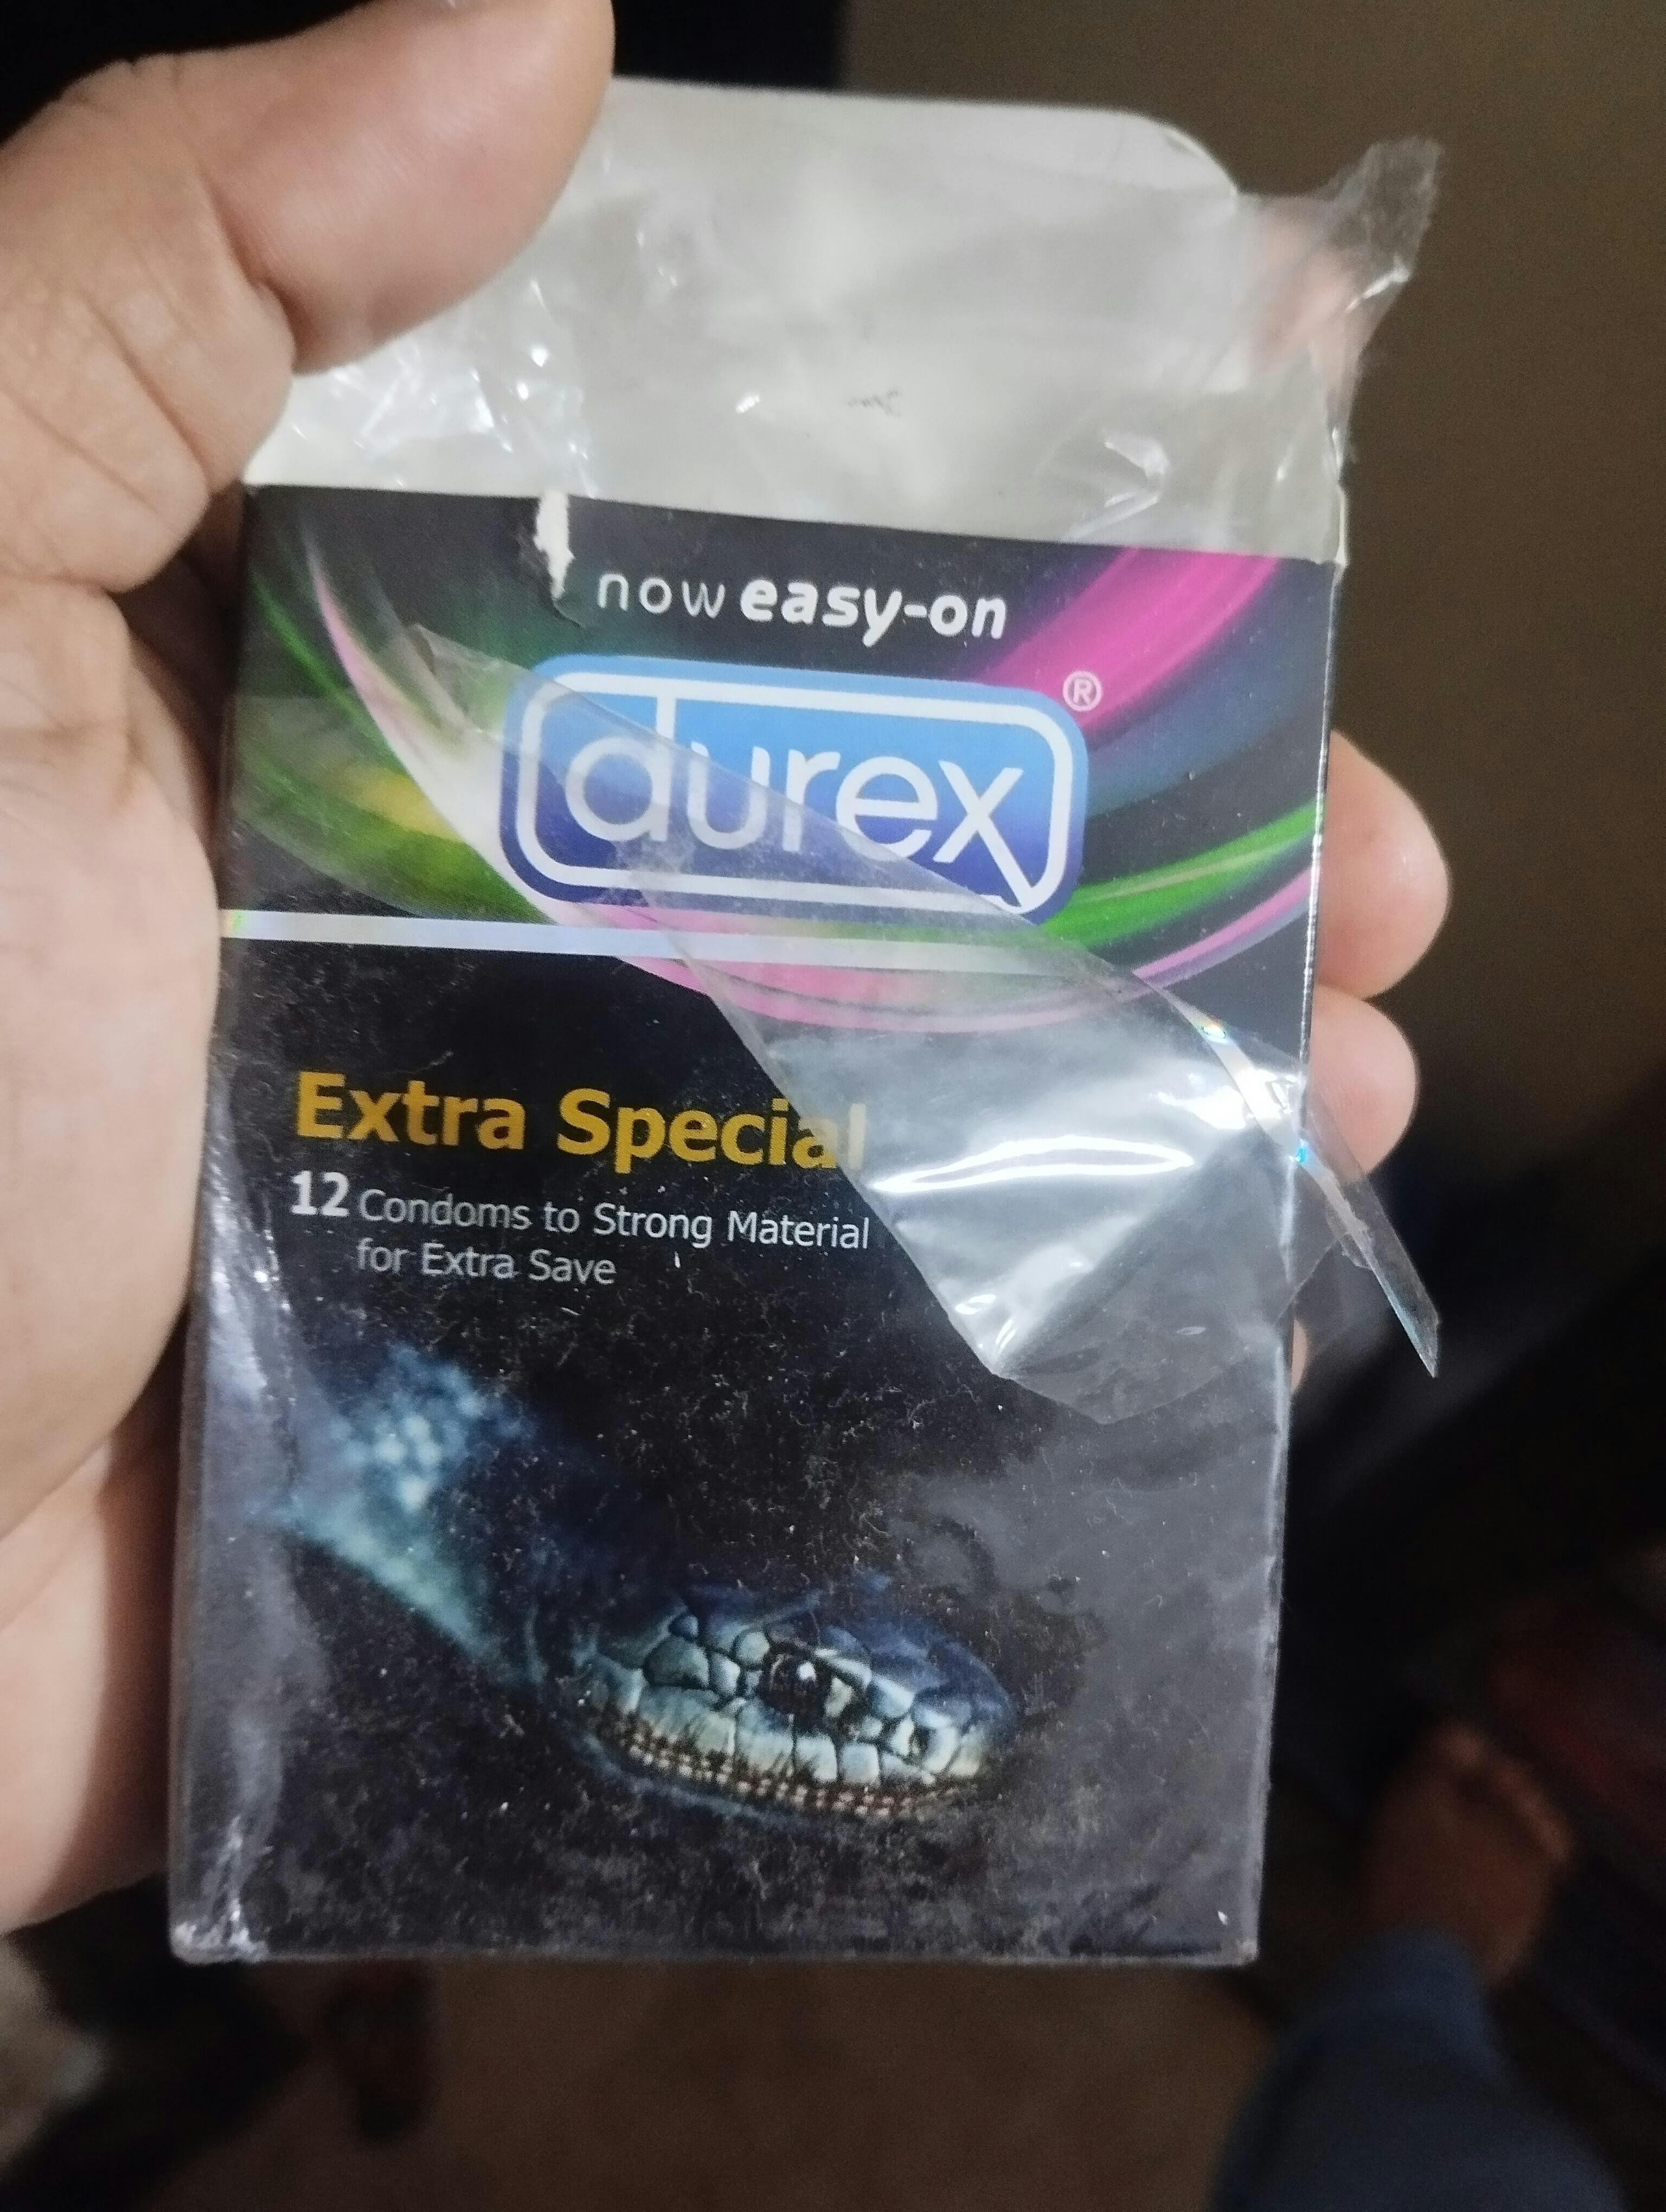 now easy-on
durex®
Extra Special
12 Condoms to Strong Material
for Extra Save